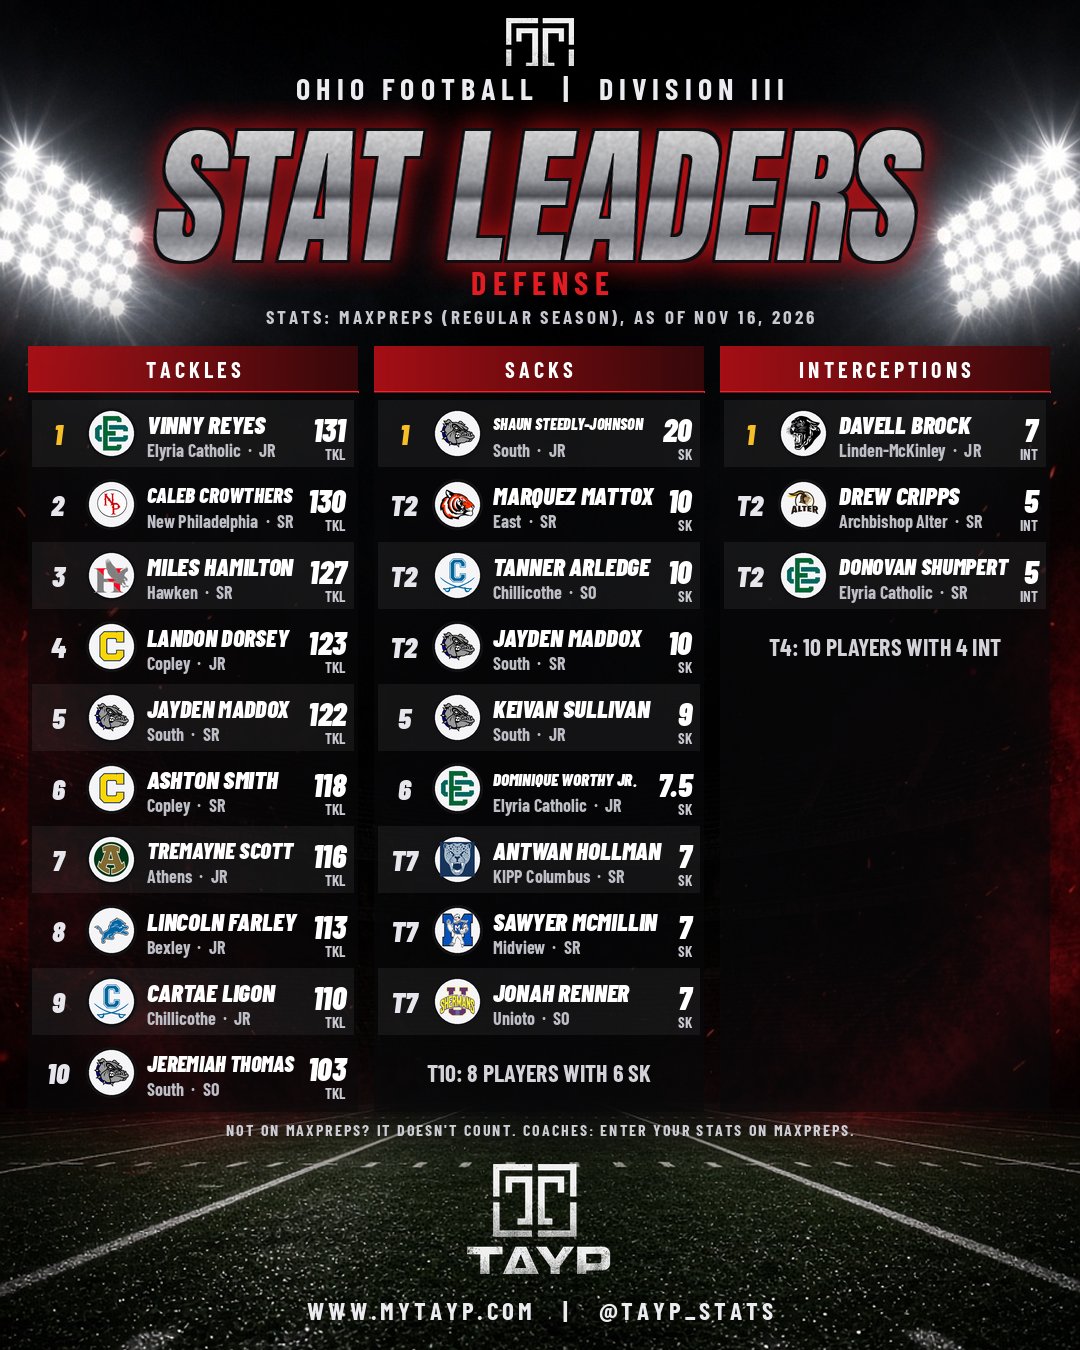 OHIO FOOTBALL | DIVISION III
STAT LEADERS
DEFENSE
STATS: MAXPREPS (REGULAR SEASON), AS OF NOV 16, 2026
TACKLES
1 VINNY REYES 131
Elyria Catholic · JR TKL
2 CALEB CROWTHERS 130
New Philadelphia · SR TKL
3 MILES HAMILTON 127
Hawken · SR TKL
4 LANDON DORSEY 123
Copley · JR TKL
5 JAYDEN MADDOX 122
South · SR TKL
6 ASHTON SMITH 118
Copley · SR TKL
7 TREMAYNE SCOTT 116
Athens · JR TKL
8 LINCOLN FARLEY 113
Bexley · JR TKL
9 CARTAE LIGON 110
Chillicothe · JR TKL
10 JEREMIAH THOMAS 103
South · SO TKL
SACKS
1 SHAUN STEEDLY-JOHNSON 20
South · JR SK
T2 MARQUEZ MATTOX 10
East · SR SK
T2 TANNER ARLEDGE 10
Chillicothe · SO SK
T2 JAYDEN MADDOX 10
South · SR SK
5 KEIVAN SULLIVAN 9
South · JR SK
6 DOMINIQUE WORTHY JR. 7.5
Elyria Catholic · JR SK
T7 ANTWAN HOLLMAN 7
KIPP Columbus · SR SK
T7 SAWYER MCMILLIN 7
Midview · SR SK
T7 JONAH RENNER 7
Unioto · SO SK
T10: 8 PLAYERS WITH 6 SK
INTERCEPTIONS
1 DAVELL BROCK 7
Linden-McKinley · JR INT
T2 DREW CRIPPS 5
ALTER
Archbishop Alter · SR INT
T2 DONOVAN SHUMPERT 5
Elyria Catholic · SR INT
T4: 10 PLAYERS WITH 4 INT
NOT ON MAXPREPS? IT DOESN'T COUNT. COACHES: ENTER YOUR STATS ON MAXPREPS.
TAYP
WWW.MYTAYP.COM | @TAYP_STATS